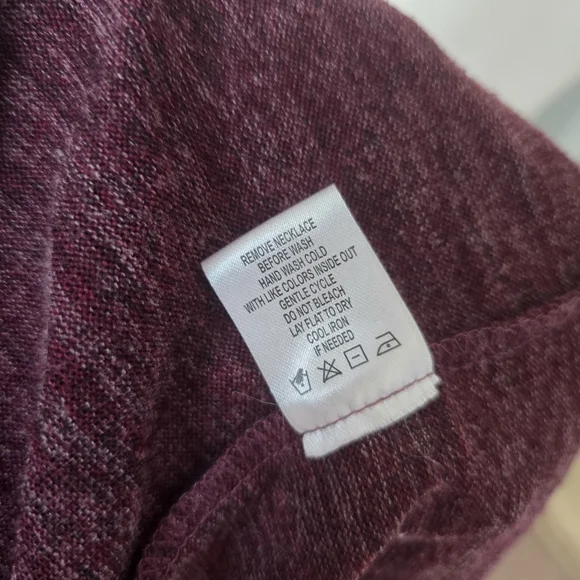 REMOVE NECKLACE
BEFORE WASH
HAND WASH COLD
WITH LIKE COLORS INSIDE OUT
GENTLE CYCLE
DO NOT BLEACH
LAY FLAT TO DRY
COOL IRON
IF NEEDED